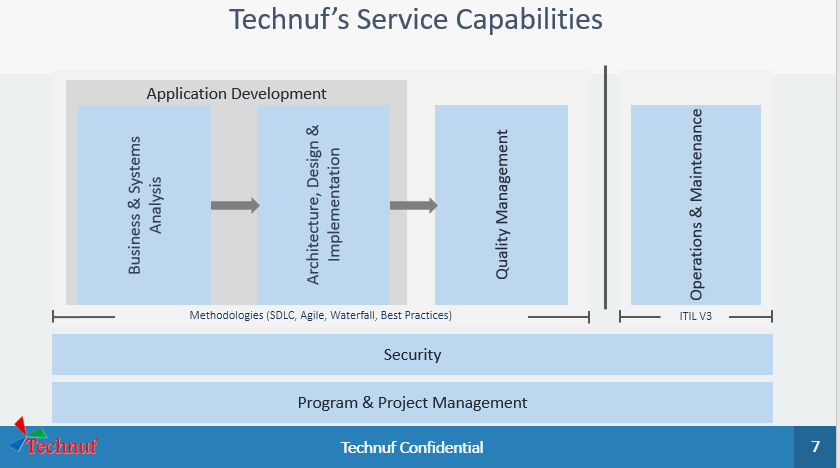 Technuf’s Service Capabilities
Application Development
Business & Systems
Analysis
Architecture, Design &
Implementation
Quality Management
Operations & Maintenance
Methodologies (SDLC, Agile, Waterfall, Best Practices)
ITIL V3
Security
Program & Project Management
Technuf
Technuf Confidential
7